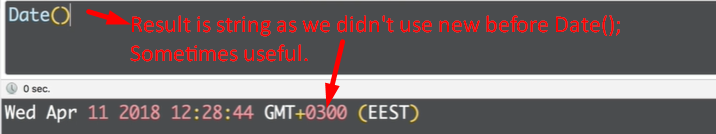 Date()
Result is string as we didn't use new before Date();
Sometimes useful.
0 sec.
Wed Apr 11 2018 12:28:44 GMT+0300 (EEST)